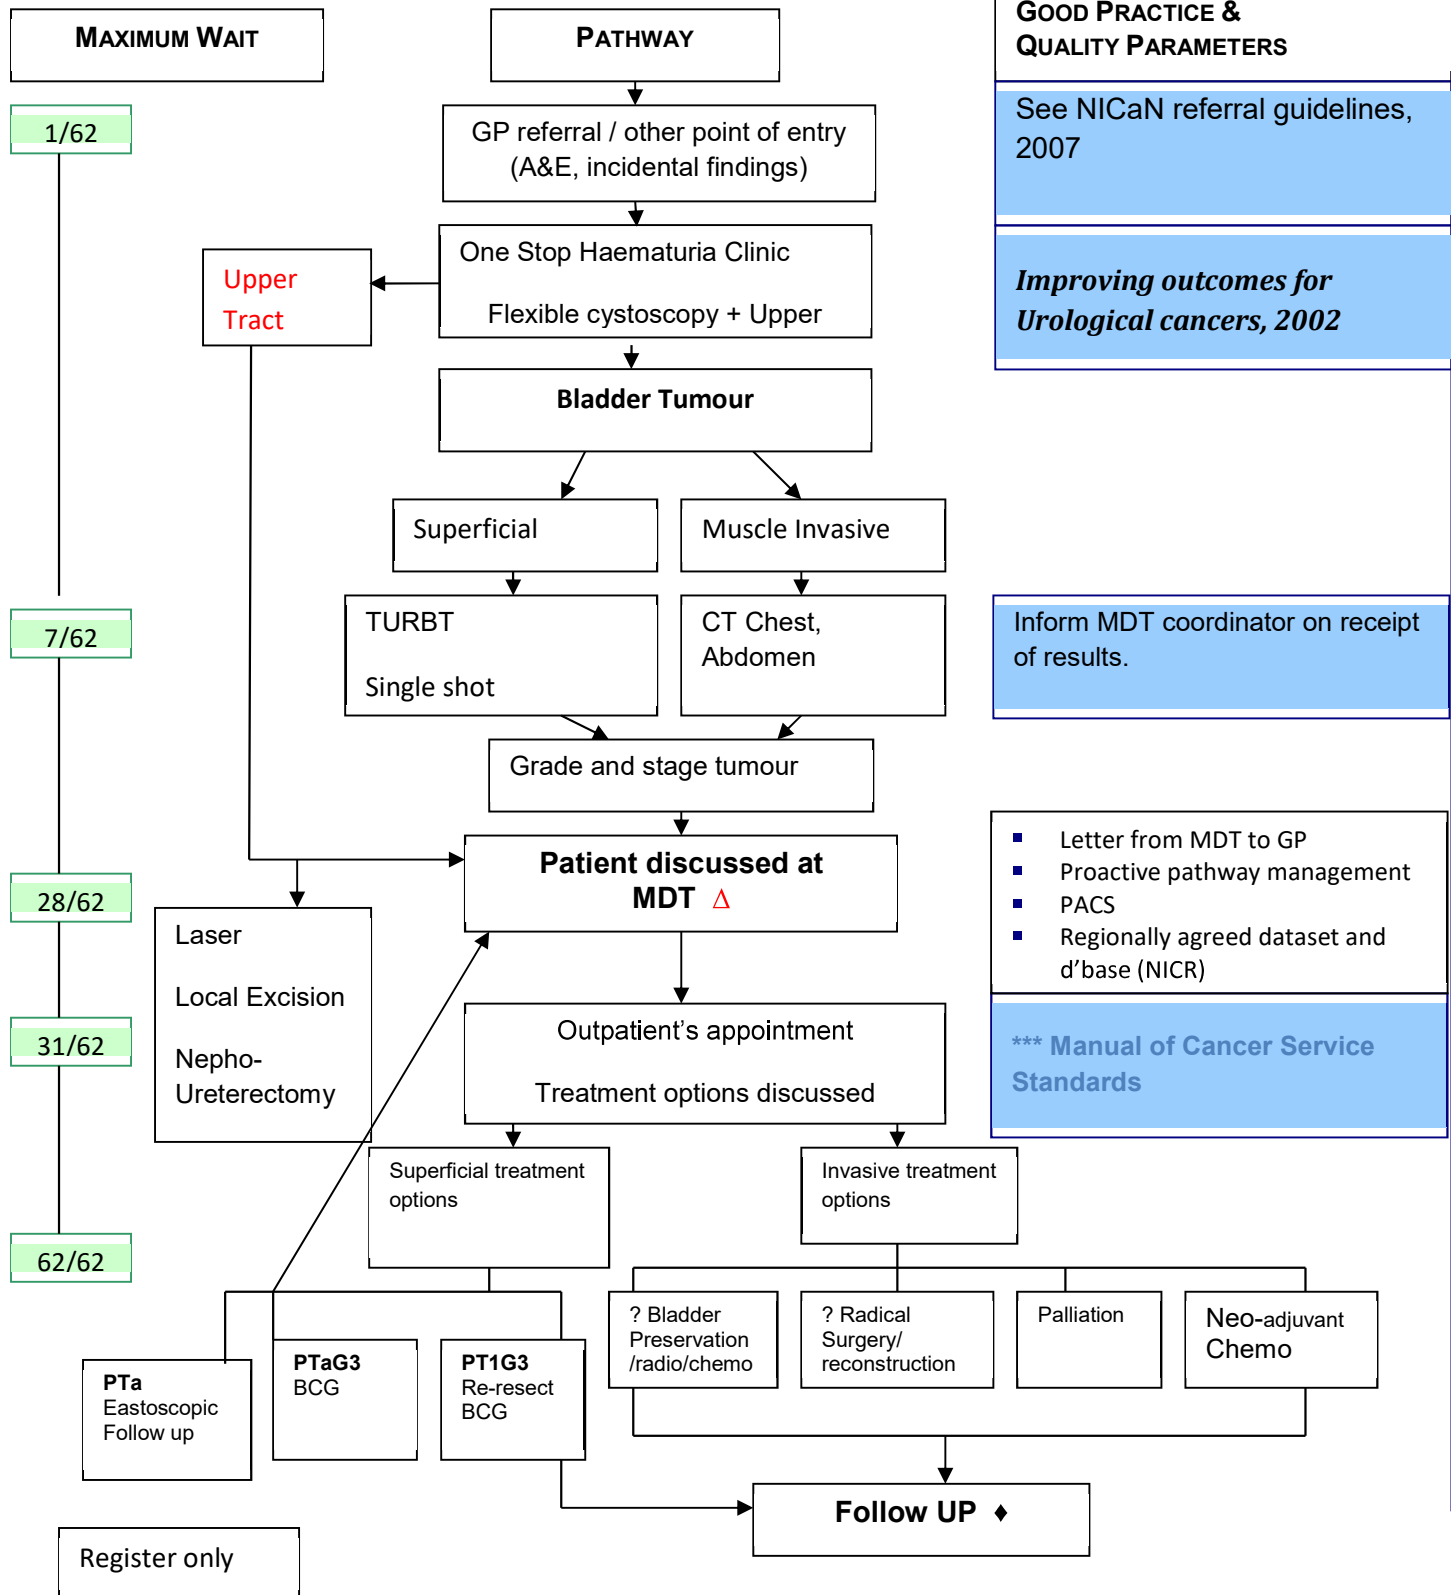 MAXIMUM WAIT
PATHWAY
GOOD PRACTICE &
QUALITY PARAMETERS
1/62
GP referral / other point of entry
(A&E, incidental findings)
See NICaN referral guidelines,
2007
Upper
Tract
One Stop Haematuria Clinic
Flexible cystoscopy + Upper
Improving outcomes for
Urological cancers, 2002
Bladder Tumour
Superficial
Muscle Invasive
7/62
TURBT
Single shot
CT Chest,
Abdomen
Inform MDT coordinator on receipt
of results.
Grade and stage tumour
28/62
Patient discussed at
MDT Δ
▪ Letter from MDT to GP
▪ Proactive pathway management
▪ PACS
▪ Regionally agreed dataset and
d’base (NICR)
Laser
Local Excision
Nepho-
Ureterectomy
31/62
Outpatient’s appointment
Treatment options discussed
*** Manual of Cancer Service
Standards
Superficial treatment
options
Invasive treatment
options
62/62
PTa
Eastoscopic
Follow up
PTaG3
BCG
PT1G3
Re-resect
BCG
? Bladder
Preservation
/radio/chemo
? Radical
Surgery/
reconstruction
Palliation
Neo-adjuvant
Chemo
Follow UP ♦
Register only